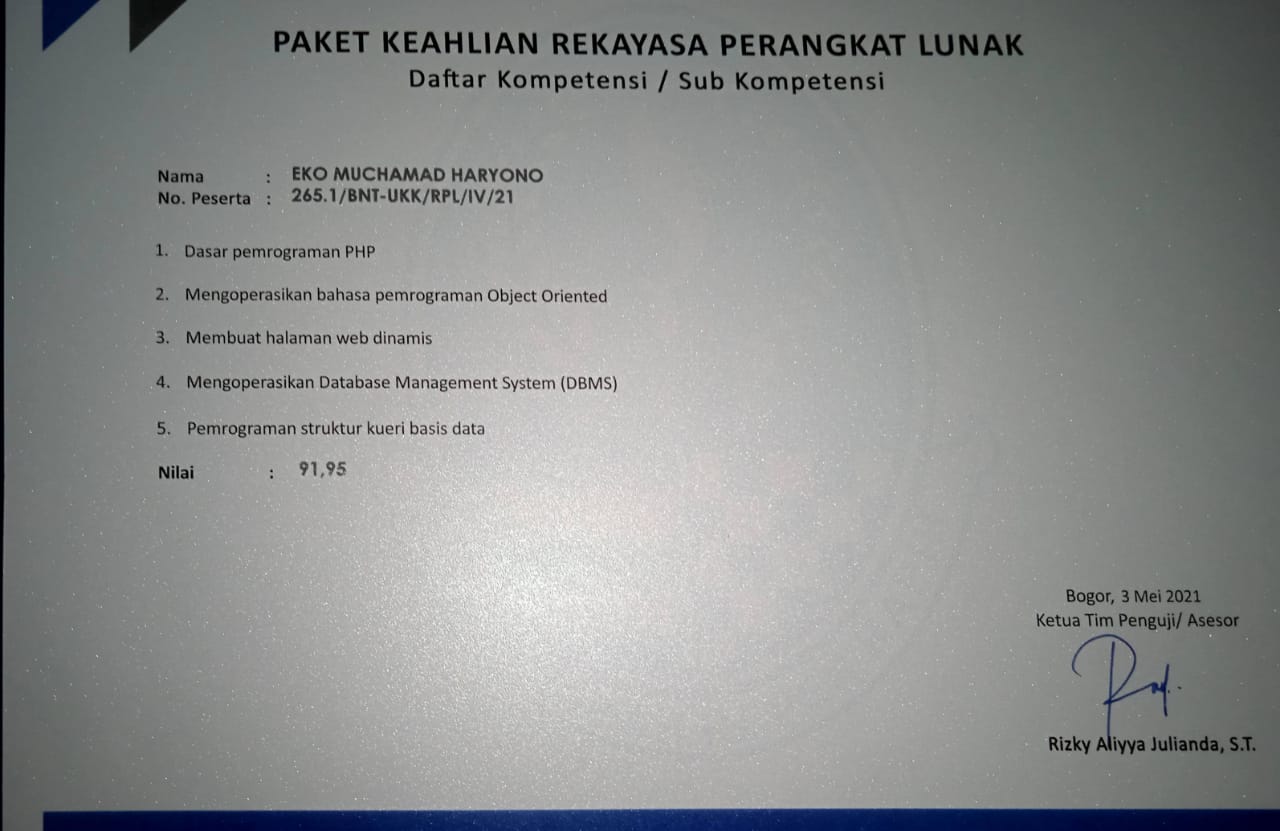 PAKET KEAHLIAN REKAYASA PERANGKAT LUNAK
Daftar Kompetensi / Sub Kompetensi
Nama : EKO MUCHAMAD HARYONO
No. Peserta : 265.1/BNT-UKK/RPL/IV/21
1. Dasar pemrograman PHP
2. Mengoperasikan bahasa pemrograman Object Oriented
3. Membuat halaman web dinamis
4. Mengoperasikan Database Management System (DBMS)
5. Pemrograman struktur kueri basis data
Nilai : 91,95
Bogor, 3 Mei 2021
Ketua Tim Penguji/ Asesor
Rizky Aliyya Julianda, S.T.